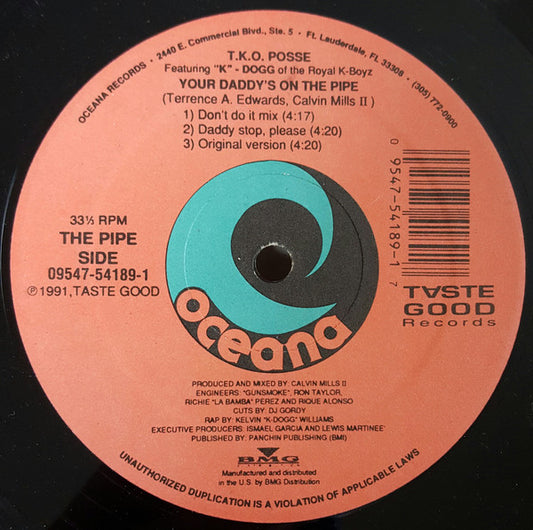 OCEANA RECORDS • 2440 E. Commercial Blvd., Ste. 5 • Ft. Lauderdale, FL 33308 • (305) 772-0900
T.K.O. POSSE
Featuring "K" - DOGG of the Royal K-Boyz
YOUR DADDY'S ON THE PIPE
(Terrence A. Edwards, Calvin Mills II )
1) Don't do it mix (4:17)
2) Daddy stop, please (4:20)
3) Original version (4:20)
0 9547-54189-1 7
33⅓ RPM
THE PIPE
SIDE
09547-54189-1
℗1991, TASTE GOOD
TASTE
GOOD
Records
oceana
PRODUCED AND MIXED BY: CALVIN MILLS II
ENGINEERS: "GUNSMOKE", RON TAYLOR,
RICHIE "LA BAMBA" PEREZ AND RIQUE ALONSO
CUTS BY: DJ GORDY
RAP BY: KELVIN "K-DOGG" WILLIAMS
EXECUTIVE PRODUCERS: ISMAEL GARCIA AND LEWIS MARTINEE'
PUBLISHED BY: PANCHIN PUBLISHING (BMI)
BMG
Manufactured and distributed
in the U.S. by BMG Distribution
UNAUTHORIZED DUPLICATION IS A VIOLATION OF APPLICABLE LAWS